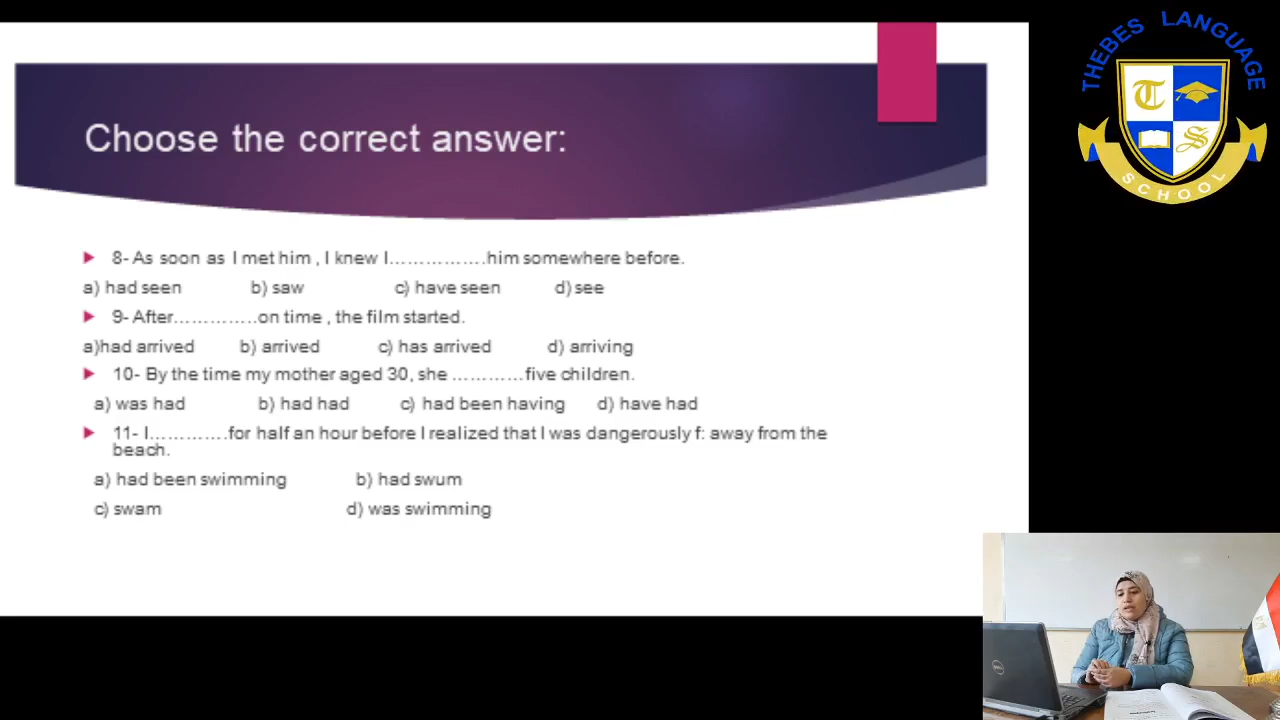 THEBES LANGUAGE
T
S
SCHOOL
Choose the correct answer:
8- As soon as I met him , I knew I…………….him somewhere before.
a) had seen b) saw c) have seen d) see
9- After…………..on time , the film started.
a)had arrived b) arrived c) has arrived d) arriving
10- By the time my mother aged 30, she …………five children.
a) was had b) had had c) had been having d) have had
11- I………….for half an hour before I realized that I was dangerously f: away from the
beach.
a) had been swimming b) had swum
c) swam d) was swimming